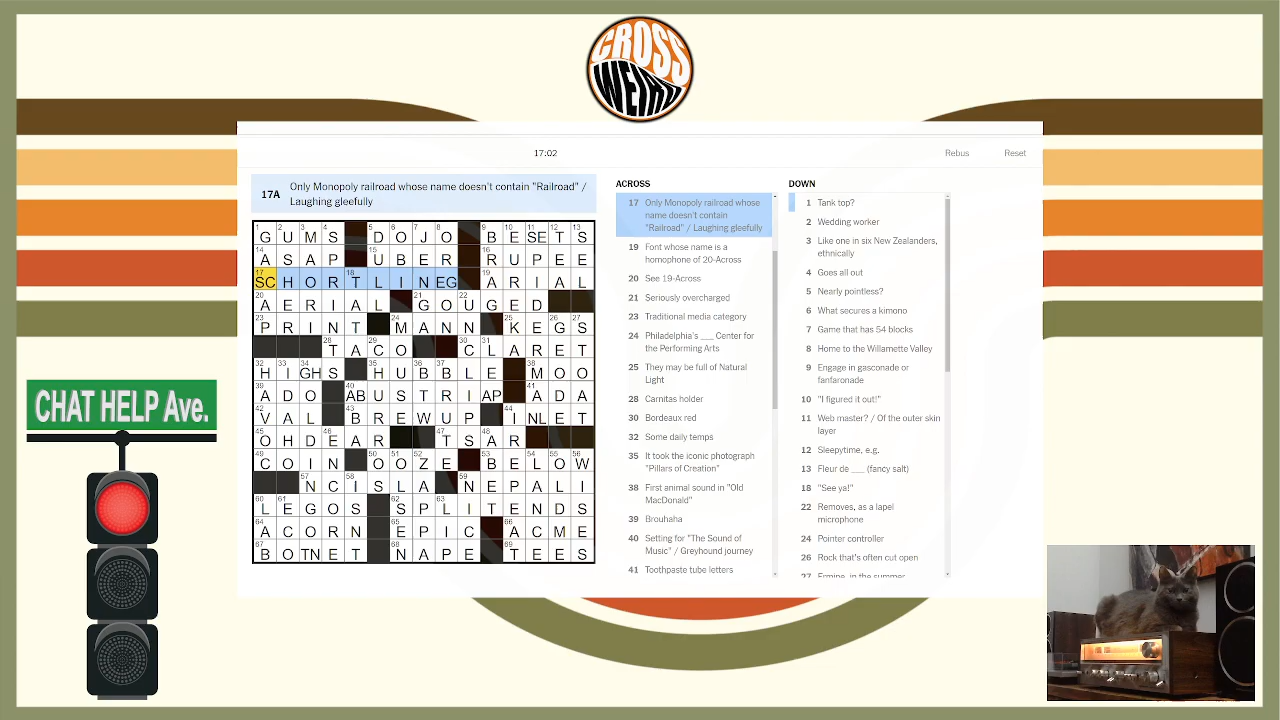 CROSS
WEIRD
17:02
Rebus
Reset
17A
Only Monopoly railroad whose name doesn't contain "Railroad" /
Laughing gleefully
ACROSS
17 Only Monopoly railroad whose
name doesn't contain
"Railroad" / Laughing gleefully
19 Font whose name is a
homophone of 20-Across
20 See 19-Across
21 Seriously overcharged
23 Traditional media category
24 Philadelphia's ___ Center for
the Performing Arts
25 They may be full of Natural
Light
28 Carnitas holder
30 Bordeaux red
32 Some daily temps
35 It took the iconic photograph
"Pillars of Creation"
38 First animal sound in "Old
MacDonald"
39 Brouhaha
40 Setting for "The Sound of
Music" / Greyhound journey
41 Toothpaste tube letters
DOWN
1 Tank top?
2 Wedding worker
3 Like one in six New Zealanders,
ethnically
4 Goes all out
5 Nearly pointless?
6 What secures a kimono
7 Game that has 54 blocks
8 Home to the Willamette Valley
9 Engage in gasconade or
fanfaronade
10 "I figured it out!"
11 Web master? / Of the outer skin
layer
12 Sleepytime, e.g.
13 Fleur de ___ (fancy salt)
18 "See ya!"
22 Removes, as a lapel
microphone
24 Pointer controller
26 Rock that's often cut open
27 Ermine, in the summer
GUMS DOJO BESETS
ASAP UBER RUPEE
SCHORTLINEG ARIAL
AERIAL GOUGED
PRINT MANN KEGS
TACO CLARET
HIGHS HUBBLE MOO
ADO ABUSTRIAP ADA
VAL BREWUP INLET
OHDEAR TSAR
COIN OOZE BELOW
NCISLA NEPALI
LEGOS SPLITENDS
ACORN EPIC ACME
BOTNET NAPE TEES
CHAT HELP Ave.